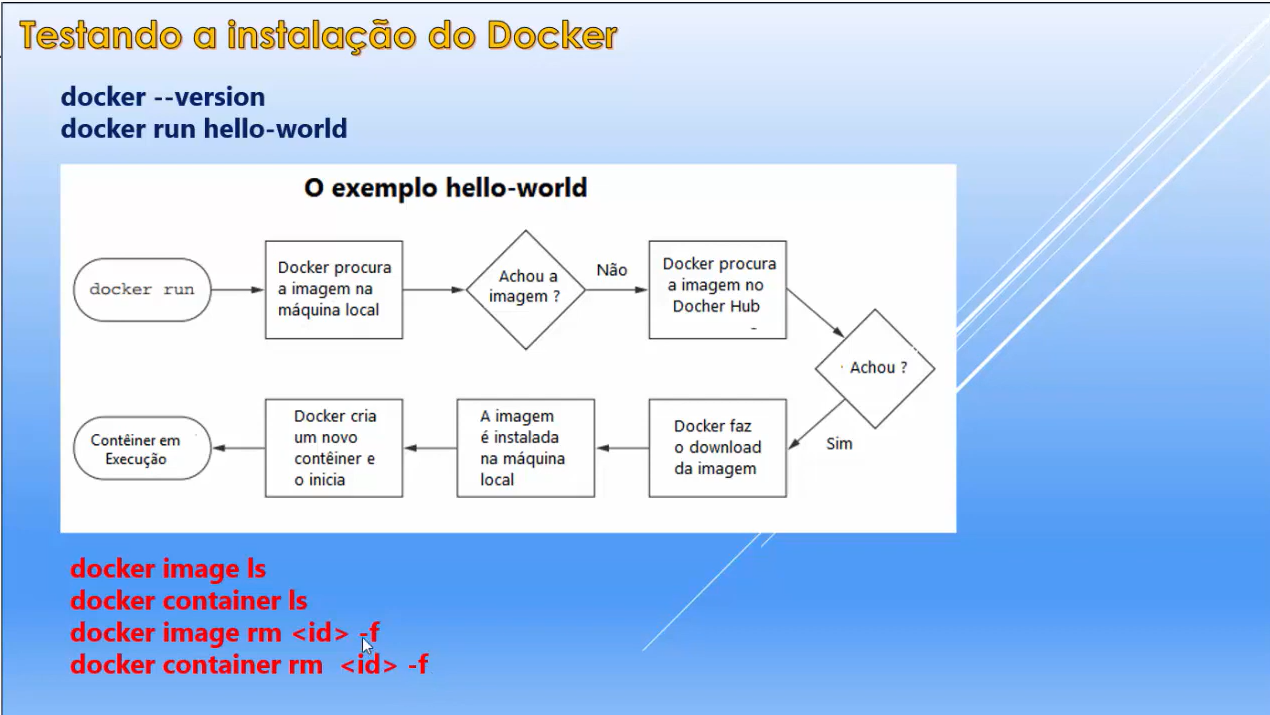 Testando a instalação do Docker
docker --version
docker run hello-world
O exemplo hello-world
docker run
Docker procura
a imagem na
máquina local
Achou a
imagem ?
Não
Docker procura
a imagem no
Docher Hub
Achou ?
Sim
Docker faz
o download
da imagem
A imagem
é instalada
na máquina
local
Docker cria
um novo
contêiner e
o inicia
Contêiner em
Execução
docker image ls
docker container ls
docker image rm <id> -f
docker container rm  <id> -f